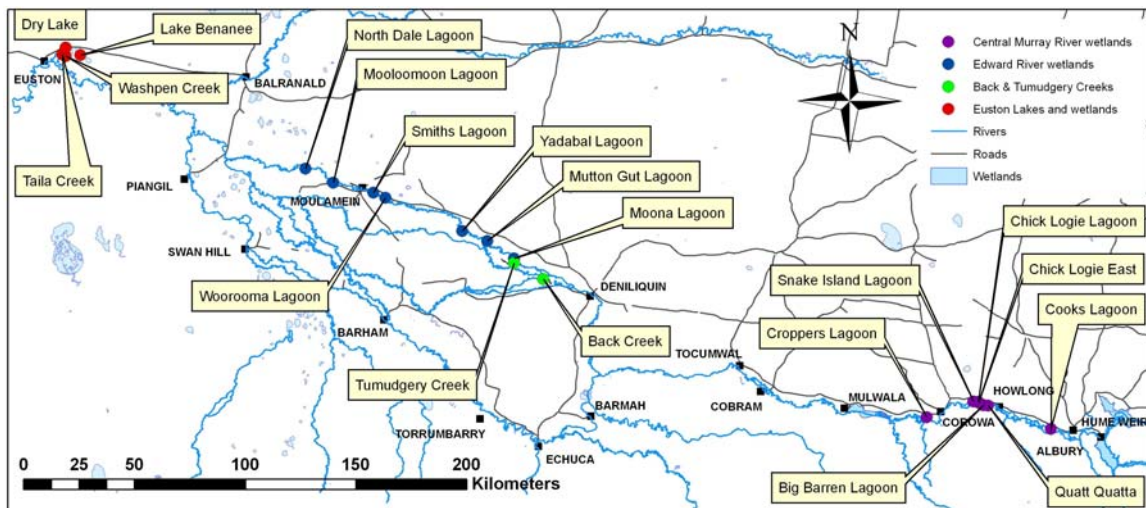 Dry Lake
Lake Benanee
North Dale Lagoon
N
Central Murray River wetlands
Edward River wetlands
Back & Tumudgery Creeks
Euston Lakes and wetlands
Rivers
Roads
Wetlands
EUSTON
Washpen Creek
BALRANALD
Mooloomoon Lagoon
Smiths Lagoon
Yadabal Lagoon
Taila Creek
PIANGIL
MOULAMEIN
Mutton Gut Lagoon
Moona Lagoon
Chick Logie Lagoon
SWAN HILL
Woorooma Lagoon
DENILIQUIN
Snake Island Lagoon
Chick Logie East
Cooks Lagoon
BARHAM
Back Creek
Croppers Lagoon
TOCUMWAL
Tumudgery Creek
COBRAM
MULWALA
HOWLONG
COROWA
HUME WEIR
ALBURY
TORRUMBARRY
BARMAH
ECHUCA
Big Barren Lagoon
Quatt Quatta
0 25 50 100 150 200
Kilometers